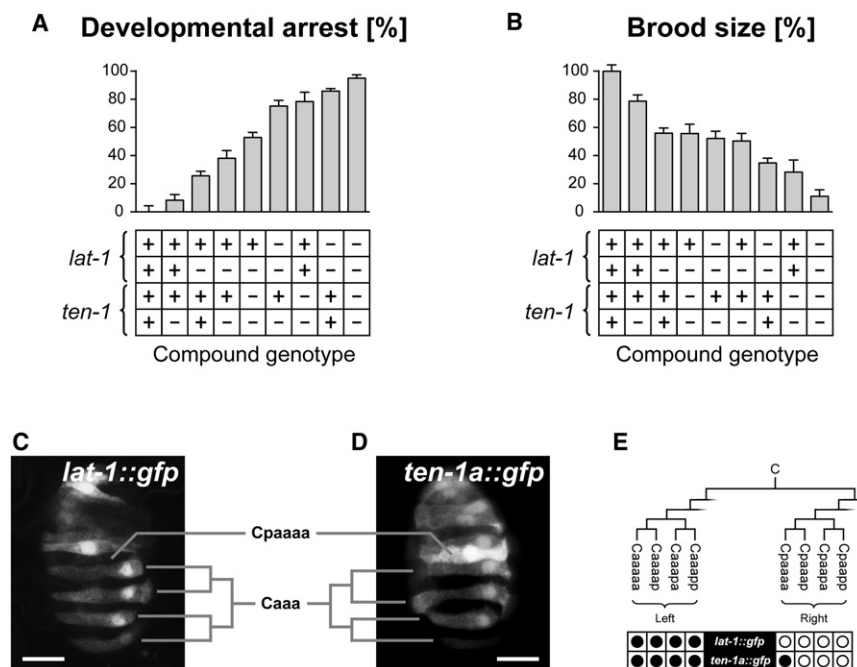 A Developmental arrest [%]
100
80
60
40
20
0
lat-1
+ + + + + − + − −
+ + − − − − + − −
ten-1
+ + + + − + − + −
+ − + − − − − + −
Compound genotype
B Brood size [%]
100
80
60
40
20
0
lat-1
+ + + + − + − + −
+ + − − − − − + −
ten-1
+ + + − + + + − −
+ − + − − − + − −
Compound genotype
C
lat-1::gfp
D
ten-1a::gfp
Cpaaaa
Caaa
E
C
Caaaaa
Caaaap
Caaapa
Caaapp
Cpaaaa
Cpaaap
Cpaapa
Cpaapp
Left
Right
lat-1::gfp
ten-1a::gfp